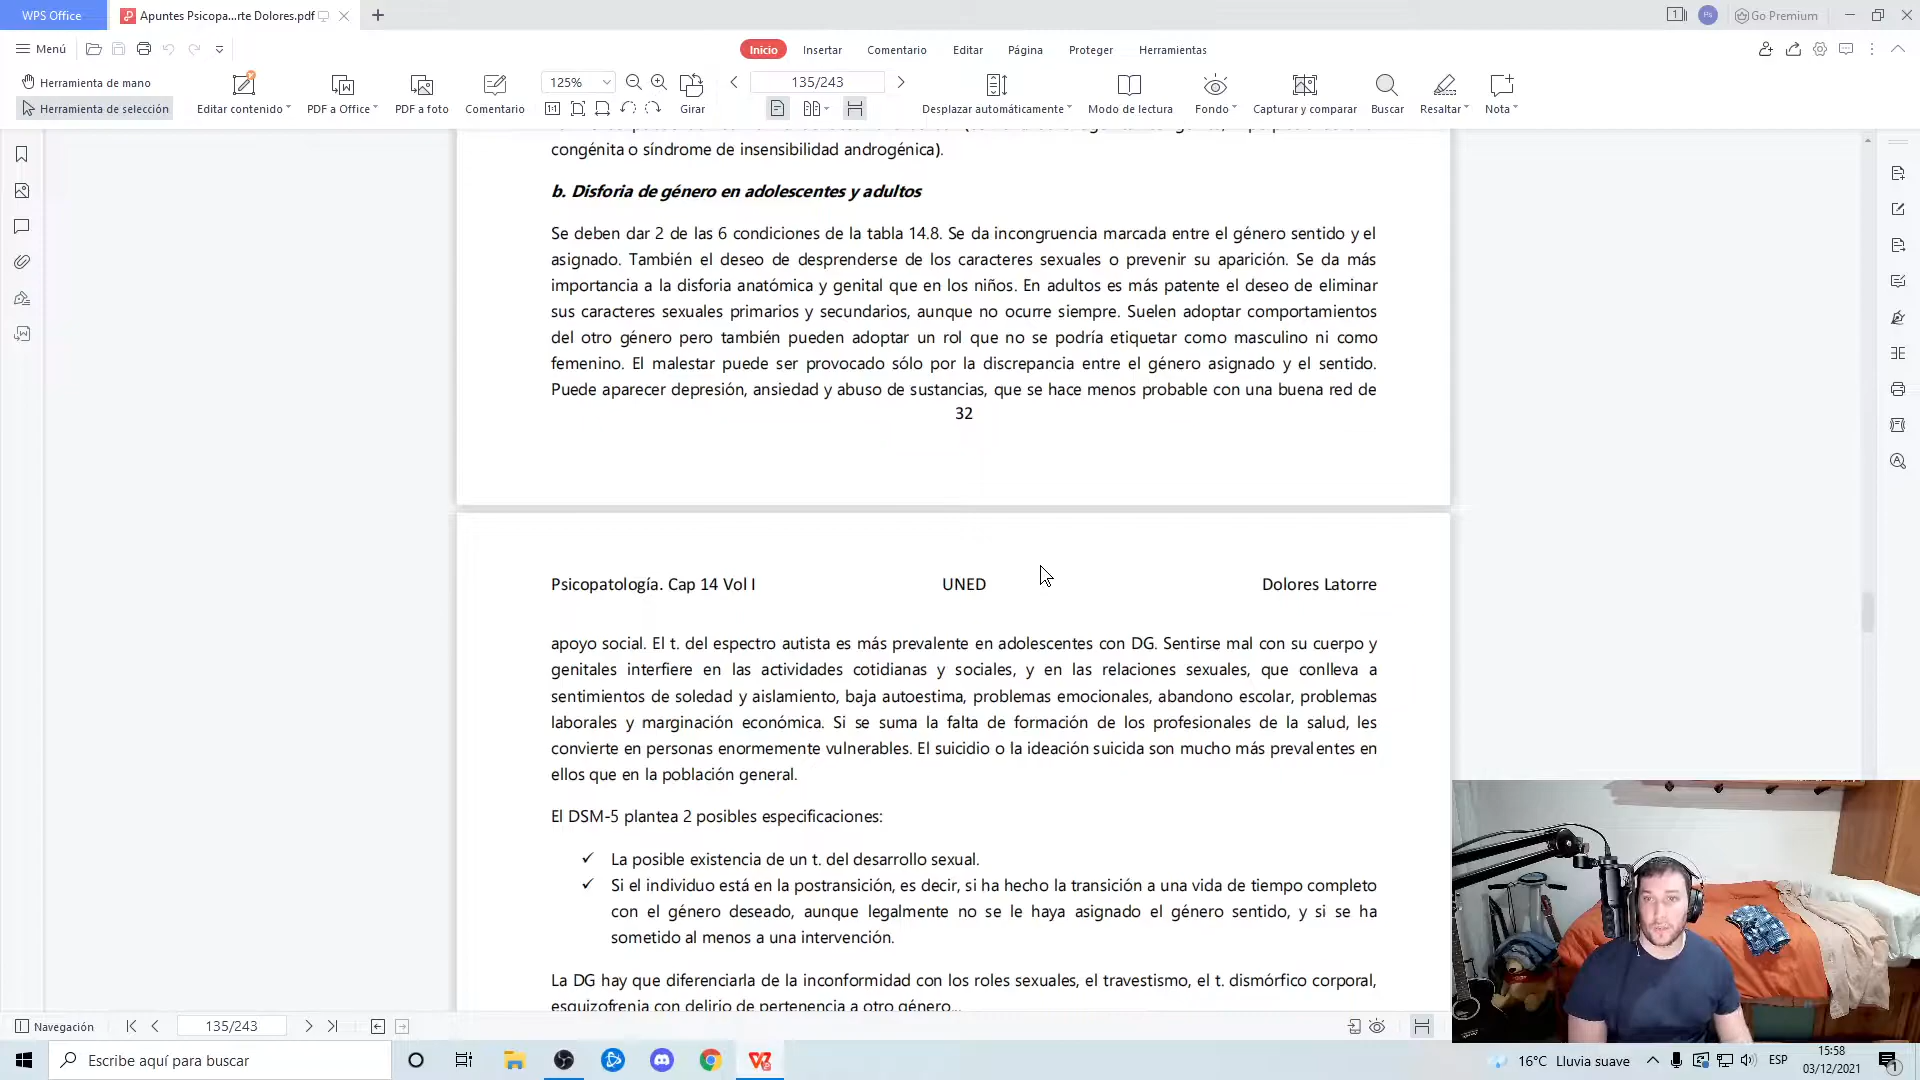 WPS Office
Apuntes Psicopa...rte Dolores.pdf
Go Premium
Menú
Inicio
Insertar
Comentario
Editar
Página
Proteger
Herramientas
Herramienta de mano
Herramienta de selección
Editar contenido
PDF a Office
PDF a foto
Comentario
125%
Girar
135/243
Desplazar automáticamente
Modo de lectura
Fondo
Capturar y comparar
Buscar
Resaltar
Nota
congénita o síndrome de insensibilidad androgénica).
b. Disforia de género en adolescentes y adultos
Se deben dar 2 de las 6 condiciones de la tabla 14.8. Se da incongruencia marcada entre el género sentido y el
asignado. También el deseo de desprenderse de los caracteres sexuales o prevenir su aparición. Se da más
importancia a la disforia anatómica y genital que en los niños. En adultos es más patente el deseo de eliminar
sus caracteres sexuales primarios y secundarios, aunque no ocurre siempre. Suelen adoptar comportamientos
del otro género pero también pueden adoptar un rol que no se podría etiquetar como masculino ni como
femenino. El malestar puede ser provocado sólo por la discrepancia entre el género asignado y el sentido.
Puede aparecer depresión, ansiedad y abuso de sustancias, que se hace menos probable con una buena red de
32
Psicopatología. Cap 14 Vol I UNED Dolores Latorre
apoyo social. El t. del espectro autista es más prevalente en adolescentes con DG. Sentirse mal con su cuerpo y
genitales interfiere en las actividades cotidianas y sociales, y en las relaciones sexuales, que conlleva a
sentimientos de soledad y aislamiento, baja autoestima, problemas emocionales, abandono escolar, problemas
laborales y marginación económica. Si se suma la falta de formación de los profesionales de la salud, les
convierte en personas enormemente vulnerables. El suicidio o la ideación suicida son mucho más prevalentes en
ellos que en la población general.
El DSM-5 plantea 2 posibles especificaciones:
✓ La posible existencia de un t. del desarrollo sexual.
✓ Si el individuo está en la postransición, es decir, si ha hecho la transición a una vida de tiempo completo
con el género deseado, aunque legalmente no se le haya asignado el género sentido, y si se ha
sometido al menos a una intervención.
La DG hay que diferenciarla de la inconformidad con los roles sexuales, el travestismo, el t. dismórfico corporal,
esquizofrenia con delirio de pertenencia a otro género...
Navegación
135/243
Escribe aquí para buscar
16°C Lluvia suave
ESP
15:58
03/12/2021